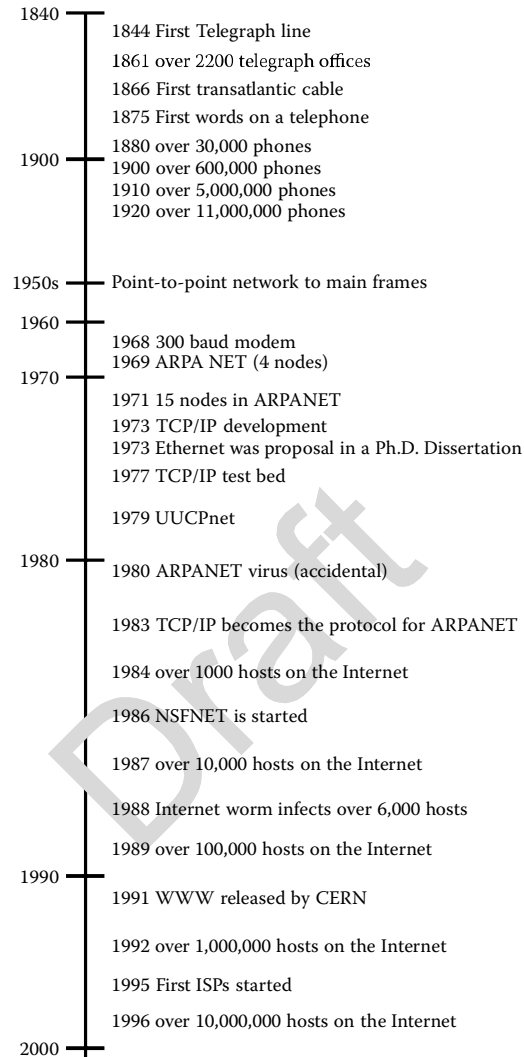 1840
1844 First Telegraph line
1861 over 2200 telegraph offices
1866 First transatlantic cable
1875 First words on a telephone
1880 over 30,000 phones
1900
1900 over 600,000 phones
1910 over 5,000,000 phones
1920 over 11,000,000 phones
1950s
Point-to-point network to main frames
1960
1968 300 baud modem
1969 ARPA NET (4 nodes)
1970
1971 15 nodes in ARPANET
1973 TCP/IP development
1973 Ethernet was proposal in a Ph.D. Dissertation
1977 TCP/IP test bed
1979 UUCPnet
1980
1980 ARPANET virus (accidental)
1983 TCP/IP becomes the protocol for ARPANET
1984 over 1000 hosts on the Internet
1986 NSFNET is started
1987 over 10,000 hosts on the Internet
1988 Internet worm infects over 6,000 hosts
1989 over 100,000 hosts on the Internet
1990
1991 WWW released by CERN
1992 over 1,000,000 hosts on the Internet
1995 First ISPs started
1996 over 10,000,000 hosts on the Internet
2000
Draft